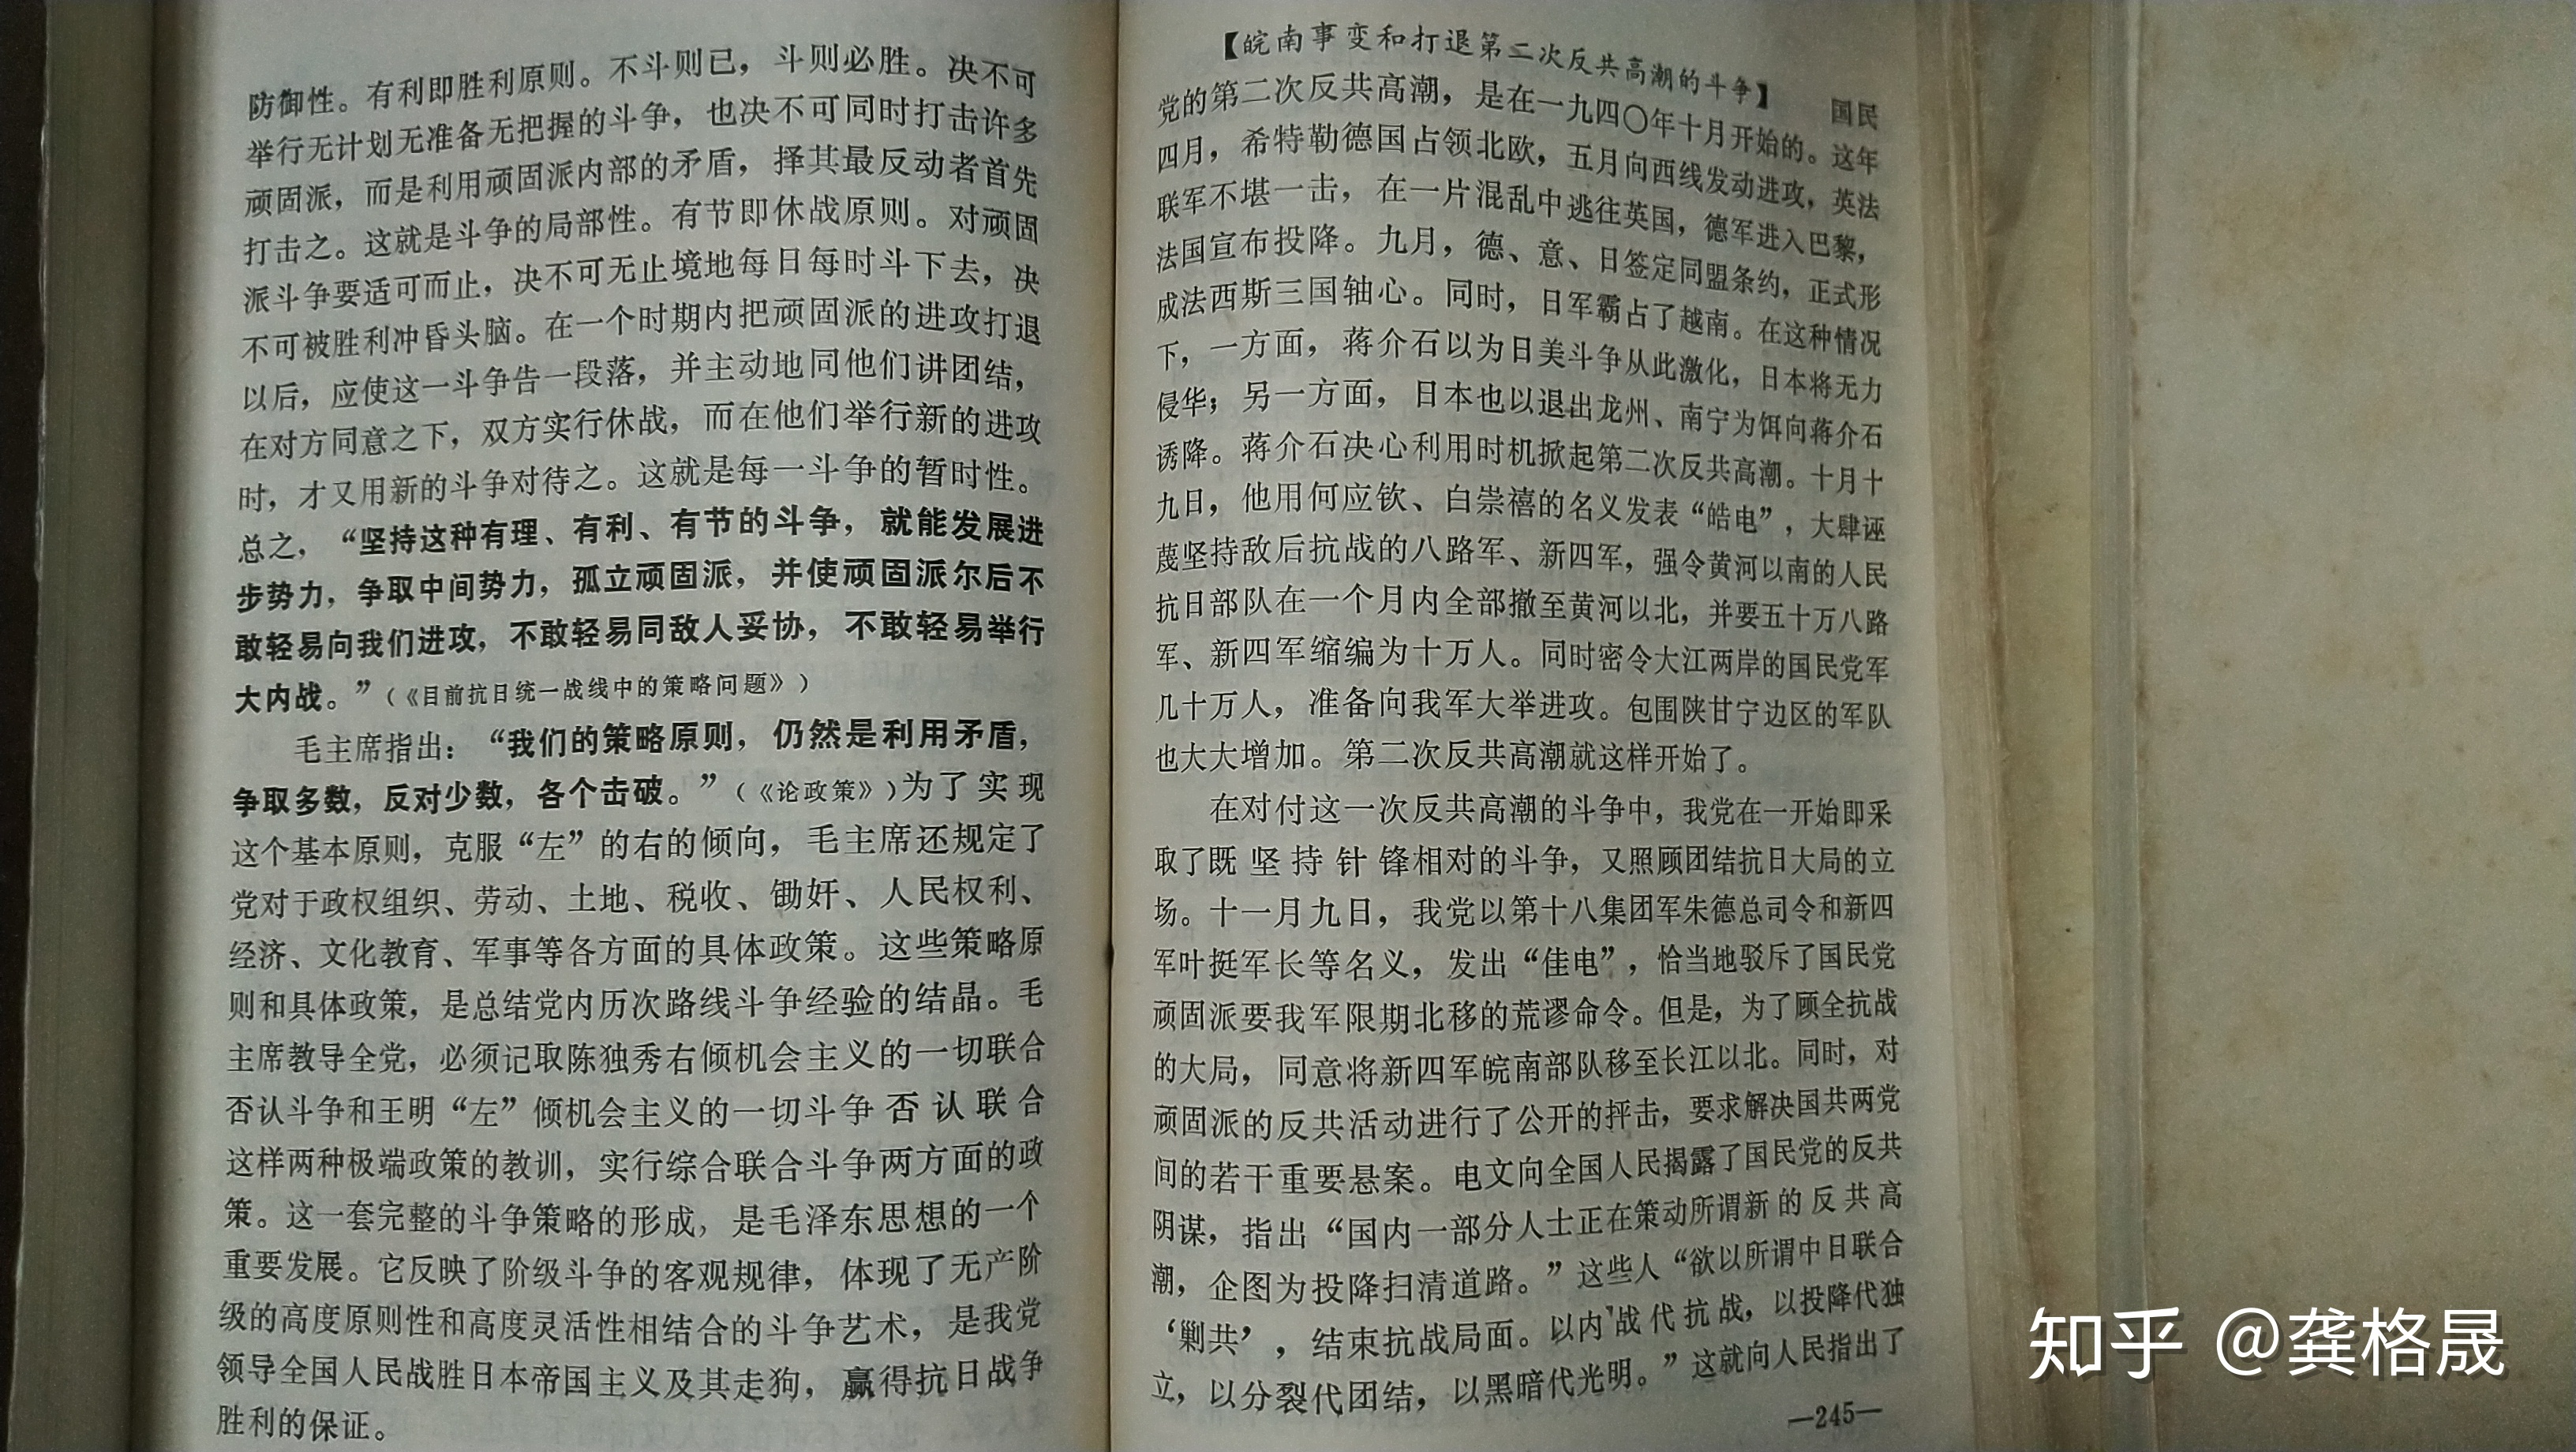 防御性。有利即胜利原则。不斗则已，斗则必胜。决不可
举行无计划无准备无把握的斗争，也决不可同时打击许多
顽固派，而是利用顽固派内部的矛盾，择其最反动者首先
打击之。这就是斗争的局部性。有节即休战原则。对顽固
派斗争要适可而止，决不可无止境地每日每时斗下去，决
不可被胜利冲昏头脑。在一个时期内把顽固派的进攻打退
以后，应使这一斗争告一段落，并主动地同他们讲团结，
在对方同意之下，双方实行休战，而在他们举行新的进攻
时，才又用新的斗争对待之。这就是每一斗争的暂时性。
总之，“坚持这种有理、有利、有节的斗争，就能发展进
步势力，争取中间势力，孤立顽固派，并使顽固派尔后不
敢轻易向我们进攻，不敢轻易同敌人妥协，不敢轻易举行
大内战。”（《目前抗日统一战线中的策略问题》）
毛主席指出：“我们的策略原则，仍然是利用矛盾，
争取多数，反对少数，各个击破。”（《论政策》）为了实现
这个基本原则，克服“左”的右的倾向，毛主席还规定了
党对于政权组织、劳动、土地、税收、锄奸、人民权利、
经济、文化教育、军事等各方面的具体政策。这些策略原
则和具体政策，是总结党内历次路线斗争经验的结晶。毛
主席教导全党，必须记取陈独秀右倾机会主义的一切联合
否认斗争和王明“左”倾机会主义的一切斗争否认联合
这样两种极端政策的教训，实行综合联合斗争两方面的政
策。这一套完整的斗争策略的形成，是毛泽东思想的一个
重要发展。它反映了阶级斗争的客观规律，体现了无产阶
级的高度原则性和高度灵活性相结合的斗争艺术，是我党
领导全国人民战胜日本帝国主义及其走狗，赢得抗日战争
胜利的保证。
【皖南事变和打退第二次反共高潮的斗争】 国民
党的第二次反共高潮，是在一九四〇年十月开始的。这年
四月，希特勒德国占领北欧，五月向西线发动进攻，英法
联军不堪一击，在一片混乱中逃往英国，德军进入巴黎，
法国宣布投降。九月，德、意、日签定同盟条约，正式形
成法西斯三国轴心。同时，日军霸占了越南。在这种情况
下，一方面，蒋介石以为日美斗争从此激化，日本将无力
侵华；另一方面，日本也以退出龙州、南宁为饵向蒋介石
诱降。蒋介石决心利用时机掀起第二次反共高潮。十月十
九日，他用何应钦、白崇禧的名义发表“皓电”，大肆诬
蔑坚持敌后抗战的八路军、新四军，强令黄河以南的人民
抗日部队在一个月内全部撤至黄河以北，并要五十万八路
军、新四军缩编为十万人。同时密令大江两岸的国民党军
几十万人，准备向我军大举进攻。包围陕甘宁边区的军队
也大大增加。第二次反共高潮就这样开始了。
在对付这一次反共高潮的斗争中，我党在一开始即采
取了既坚持针锋相对的斗争，又照顾团结抗日大局的立
场。十一月九日，我党以第十八集团军朱德总司令和新四
军叶挺军长等名义，发出“佳电”，恰当地驳斥了国民党
顽固派要我军限期北移的荒谬命令。但是，为了顾全抗战
的大局，同意将新四军皖南部队移至长江以北。同时，对
顽固派的反共活动进行了公开的抨击，要求解决国共两党
间的若干重要悬案。电文向全国人民揭露了国民党的反共
阴谋，指出“国内一部分人士正在策动所谓新的反共高
潮，企图为投降扫清道路。”这些人“欲以所谓中日联合
‘剿共’，结束抗战局面。以内战代抗战，以投降代独
立，以分裂代团结，以黑暗代光明。”这就向人民指出了
—245—
知乎 @龚格晟